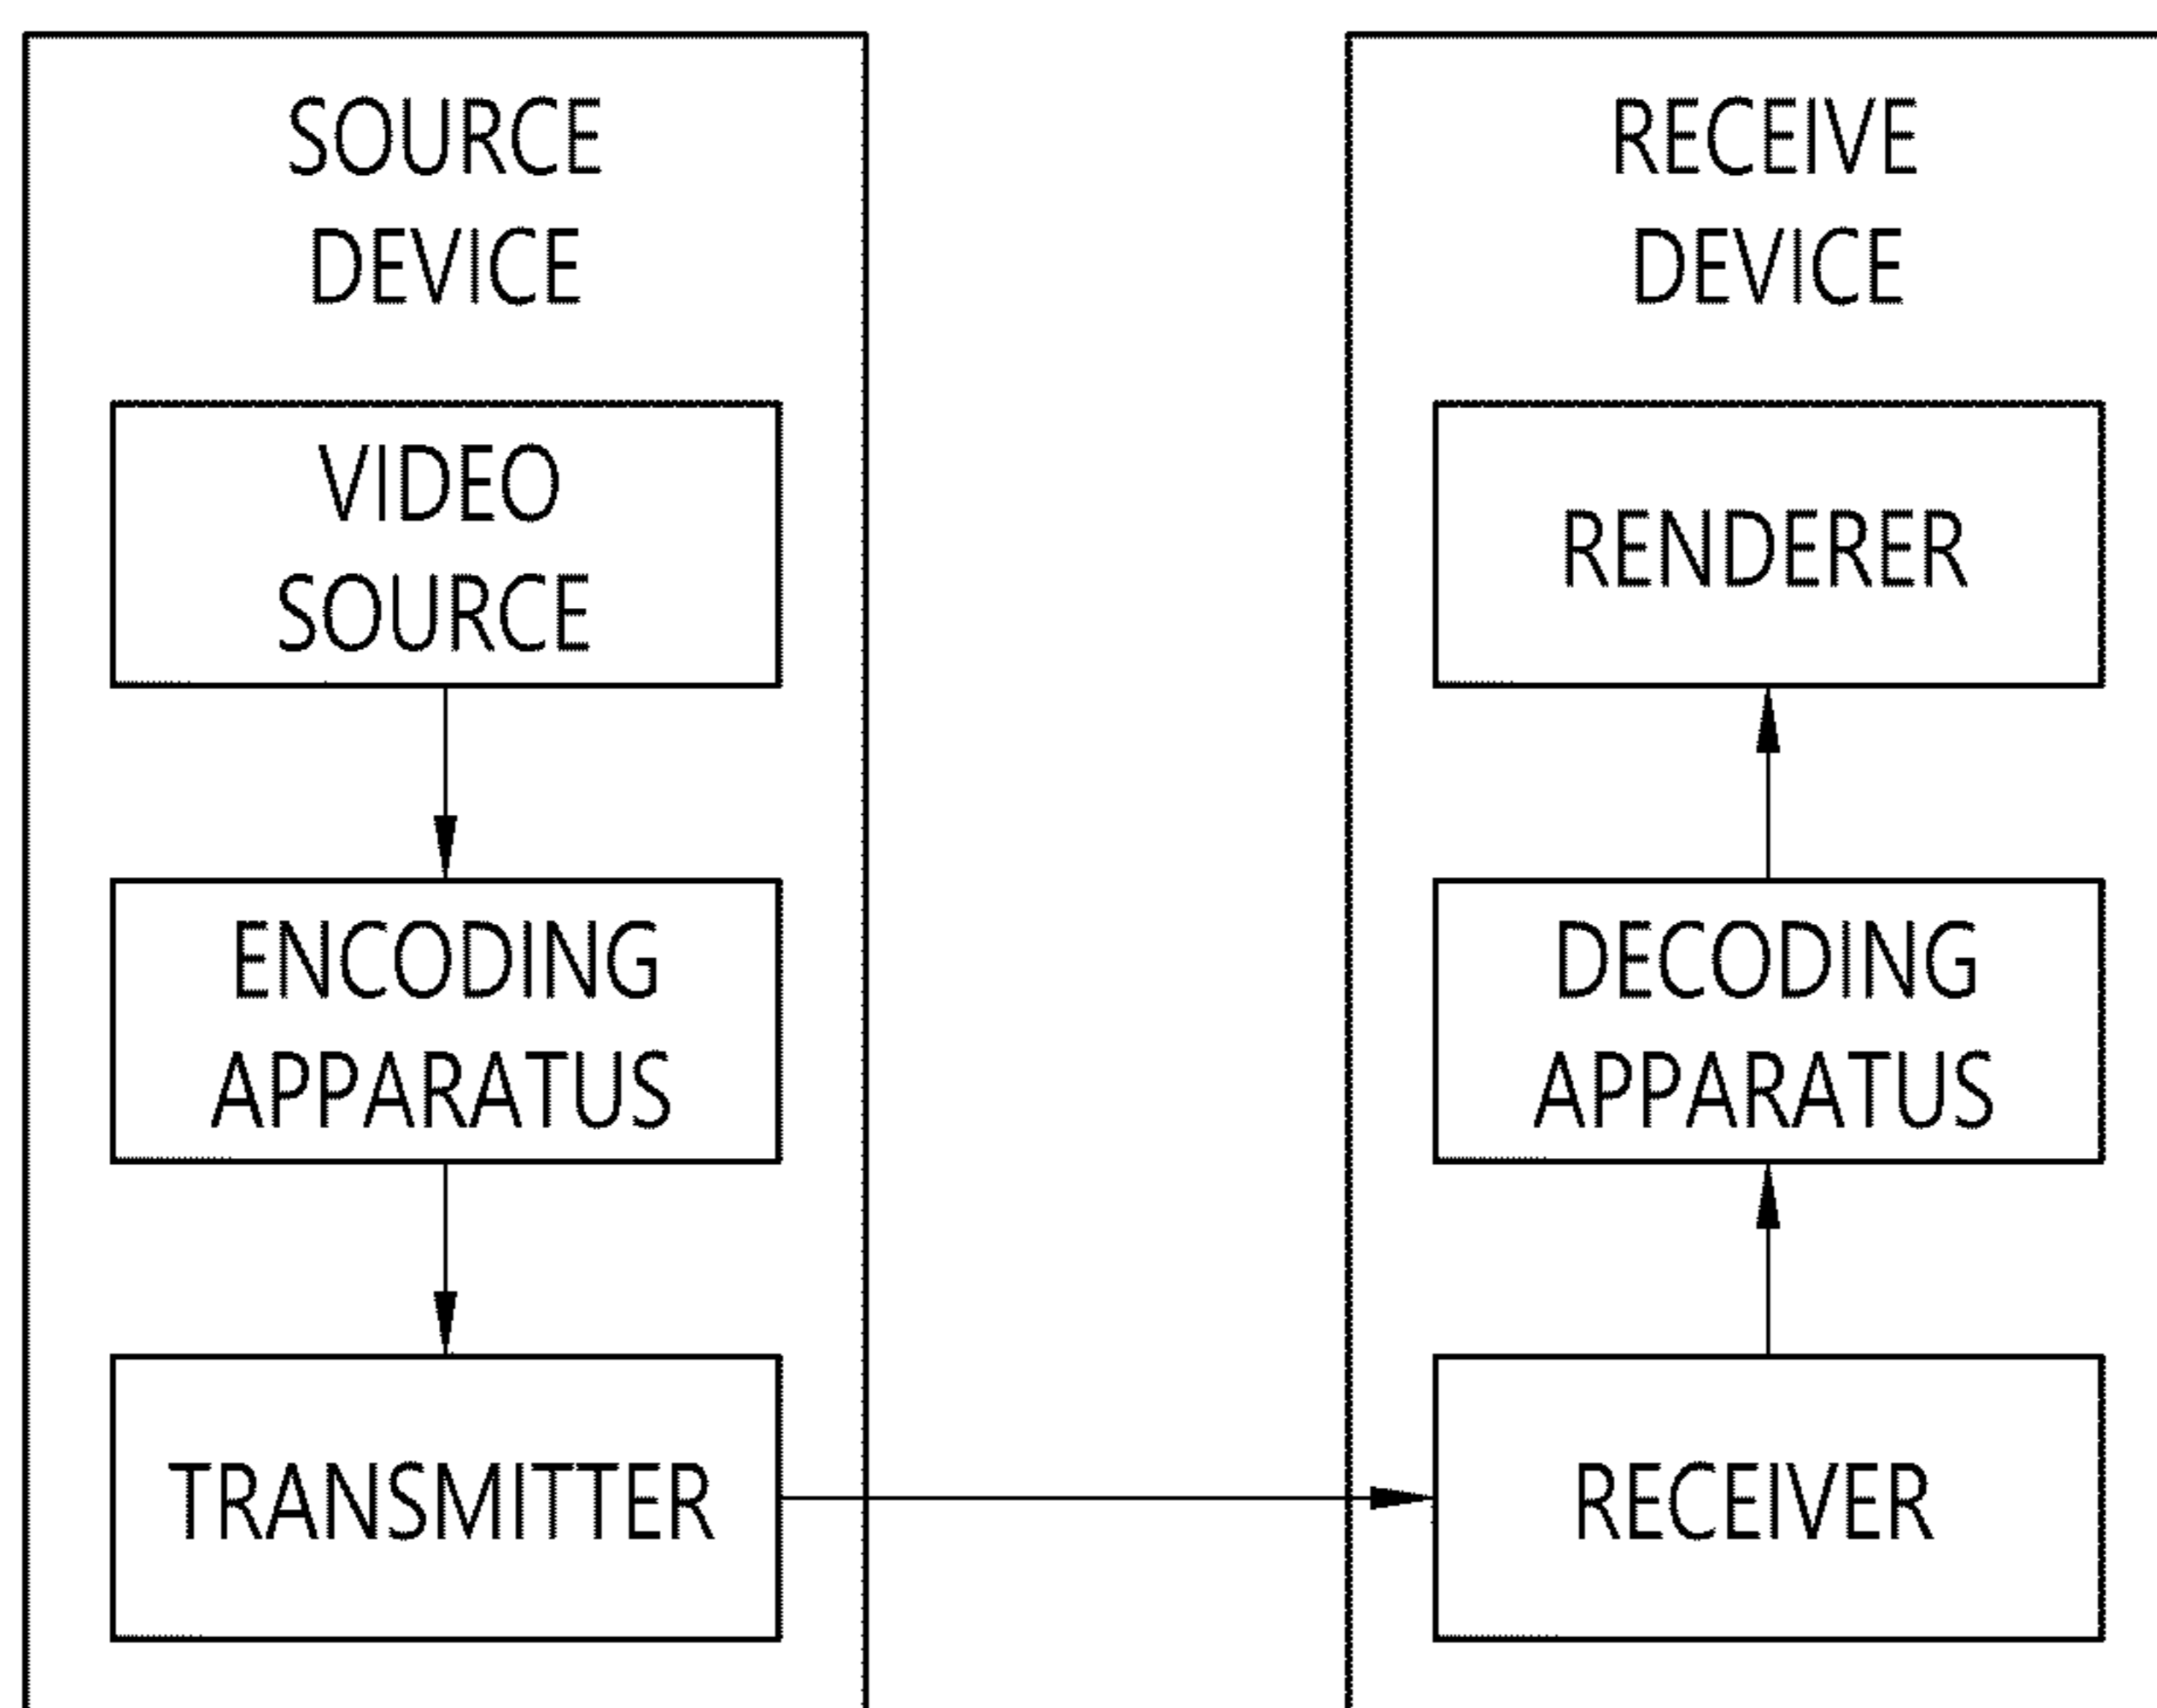 SOURCE
DEVICE
VIDEO
SOURCE
ENCODING
APPARATUS
TRANSMITTER
RECEIVE
DEVICE
RENDERER
DECODING
APPARATUS
RECEIVER